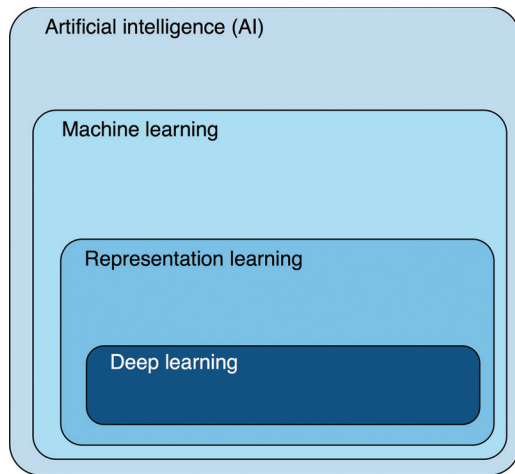 Artificial intelligence (AI)
Machine learning
Representation learning
Deep learning